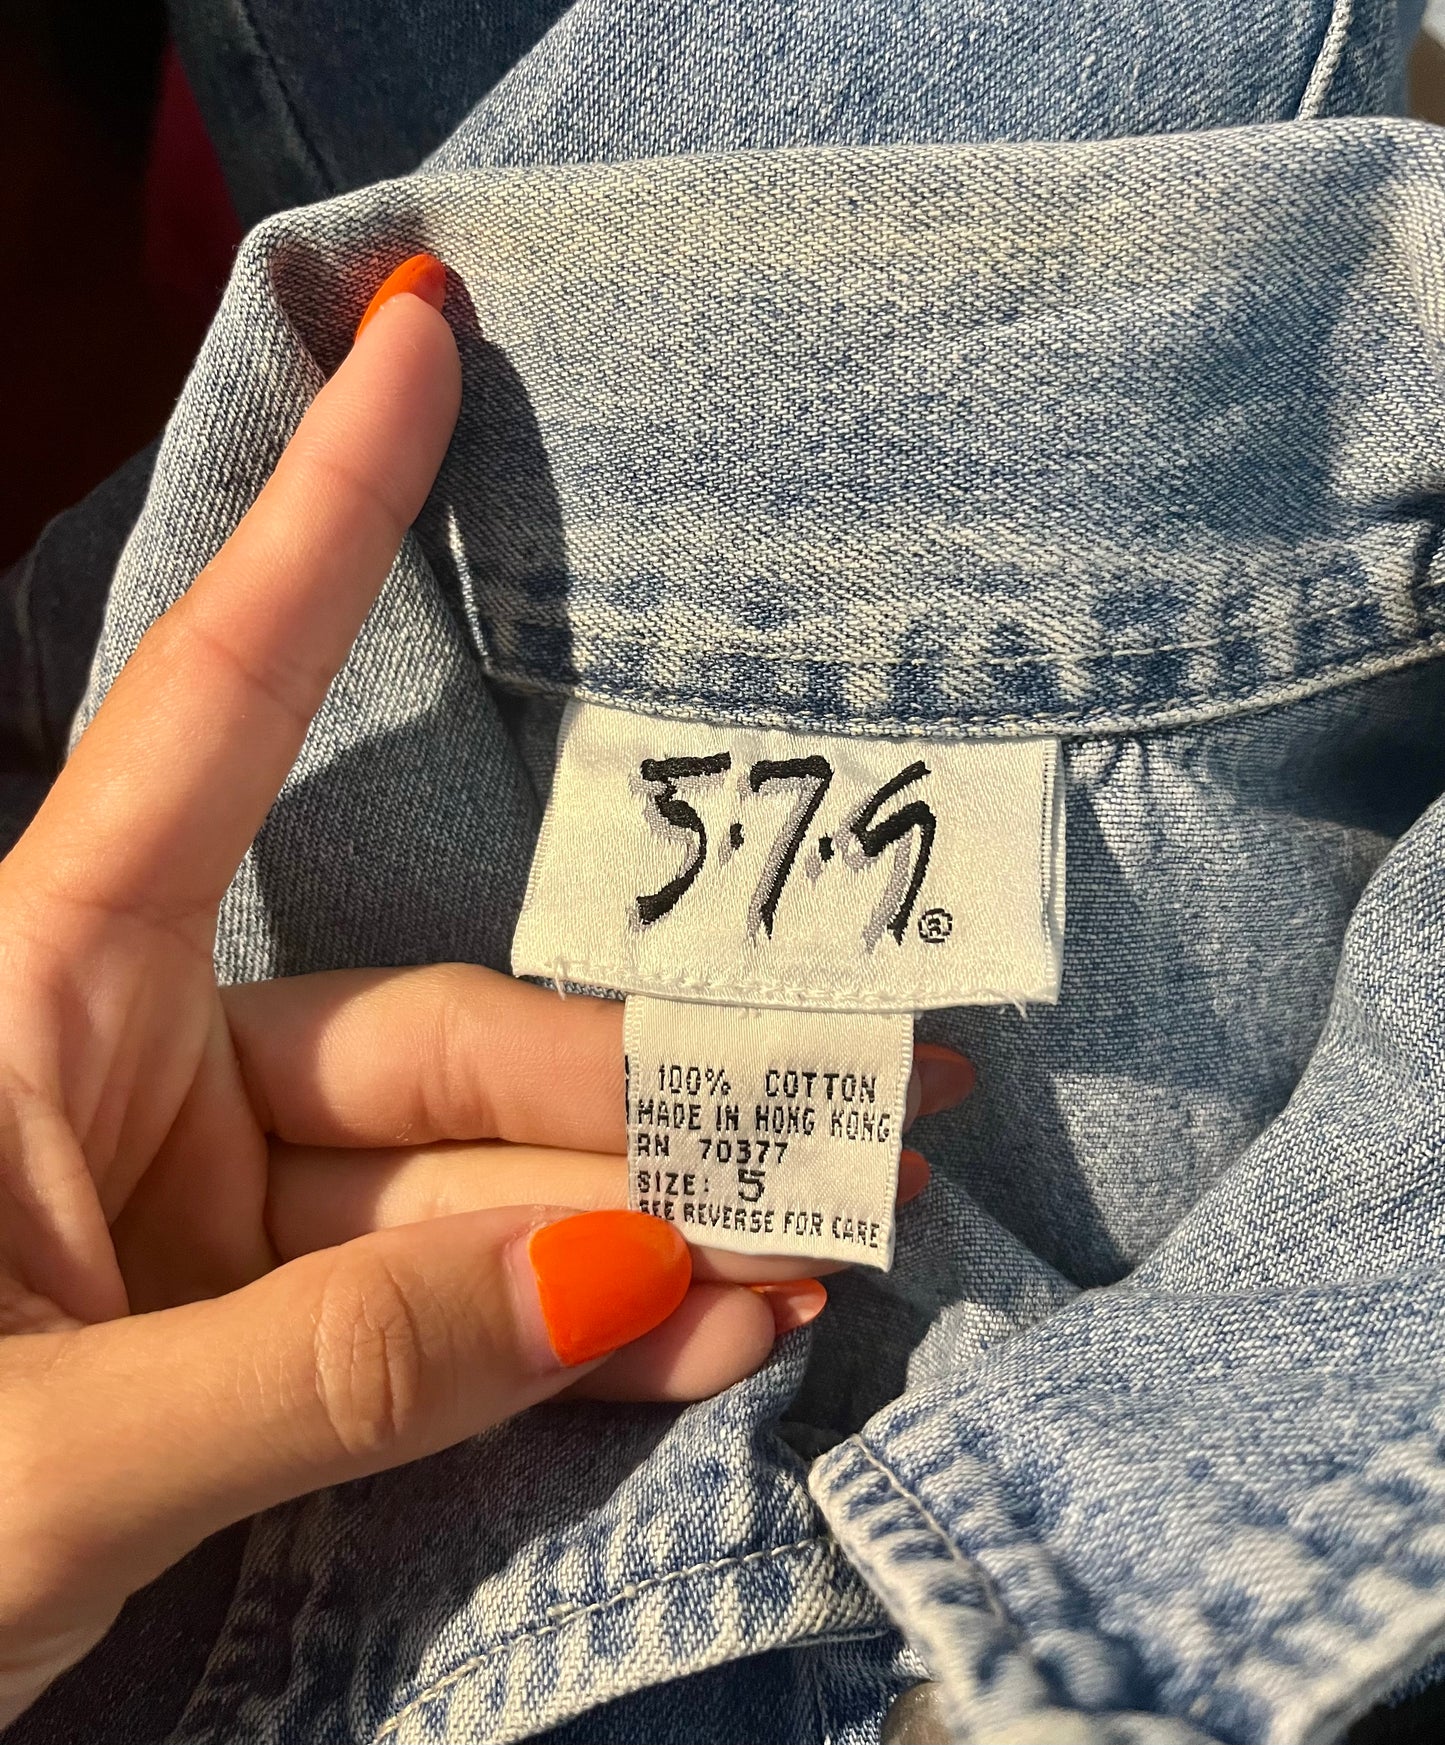 5·7·9®
100% COTTON
MADE IN HONG KONG
RN 70377
SIZE: 5
SEE REVERSE FOR CARE